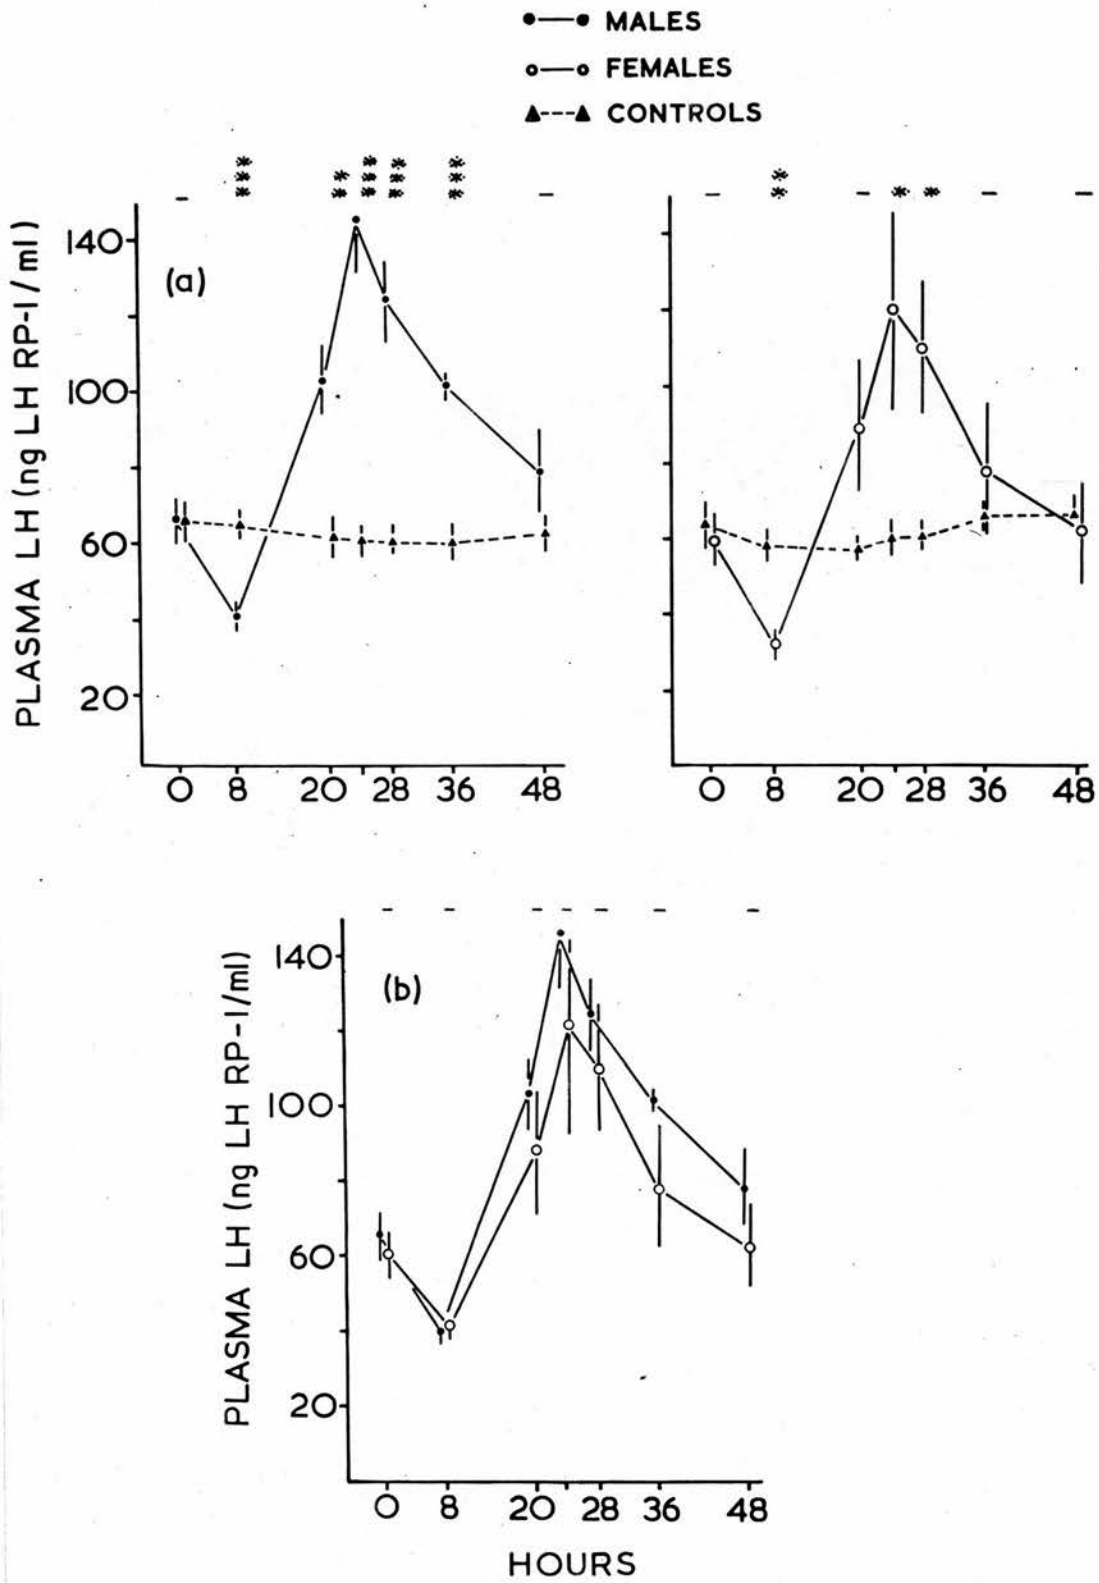 MALES
FEMALES
CONTROLS
- *** ** *** *** *** -
- ** - * * - -
(a)
PLASMA LH (ng LH RP-1/ml)
140
100
60
20
0 8 20 28 36 48
0 8 20 28 36 48
- - - - - - -
(b)
PLASMA LH (ng LH RP-1/ml)
140
100
60
20
0 8 20 28 36 48
HOURS